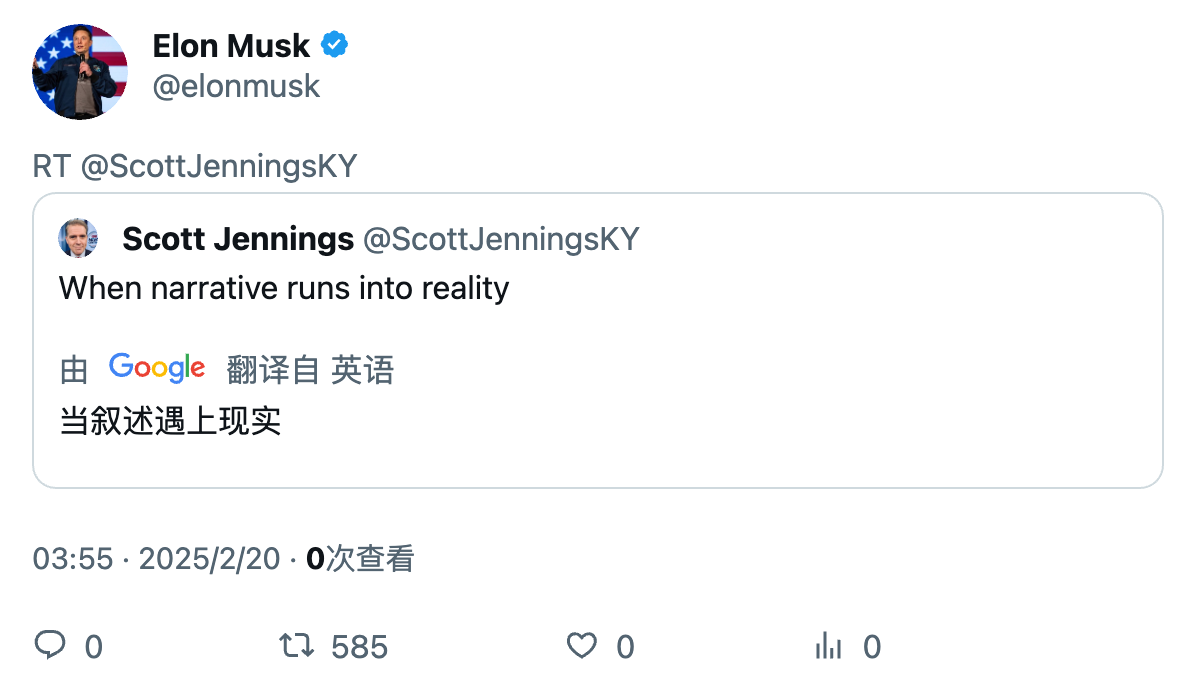 Elon Musk
@elonmusk
RT @ScottJenningsKY
Scott Jennings @ScottJenningsKY
When narrative runs into reality
由 Google 翻译自 英语
当叙述遇上现实
03:55 · 2025/2/20 · 0次查看
0 585 0 0